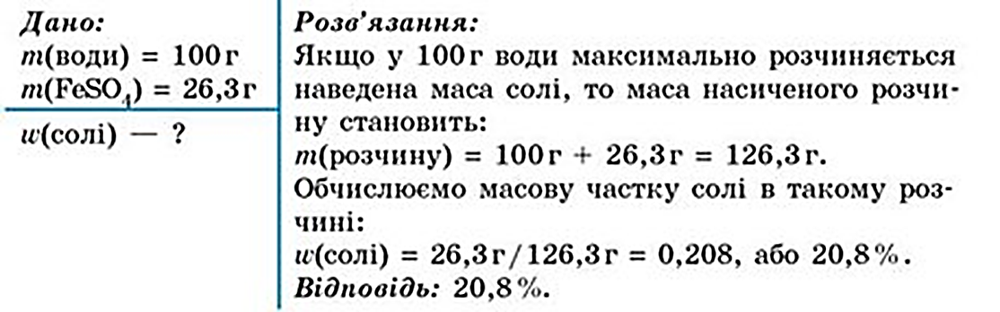 Дано:
m(води) = 100 г
m(FeSO₄) = 26,3 г
w(солі) — ?
Розв'язання:
Якщо у 100 г води максимально розчиняється
наведена маса солі, то маса насиченого розчи-
ну становить:
m(розчину) = 100 г + 26,3 г = 126,3 г.
Обчислюємо масову частку солі в такому роз-
чині:
w(солі) = 26,3 г/126,3 г = 0,208, або 20,8%.
Відповідь: 20,8%.